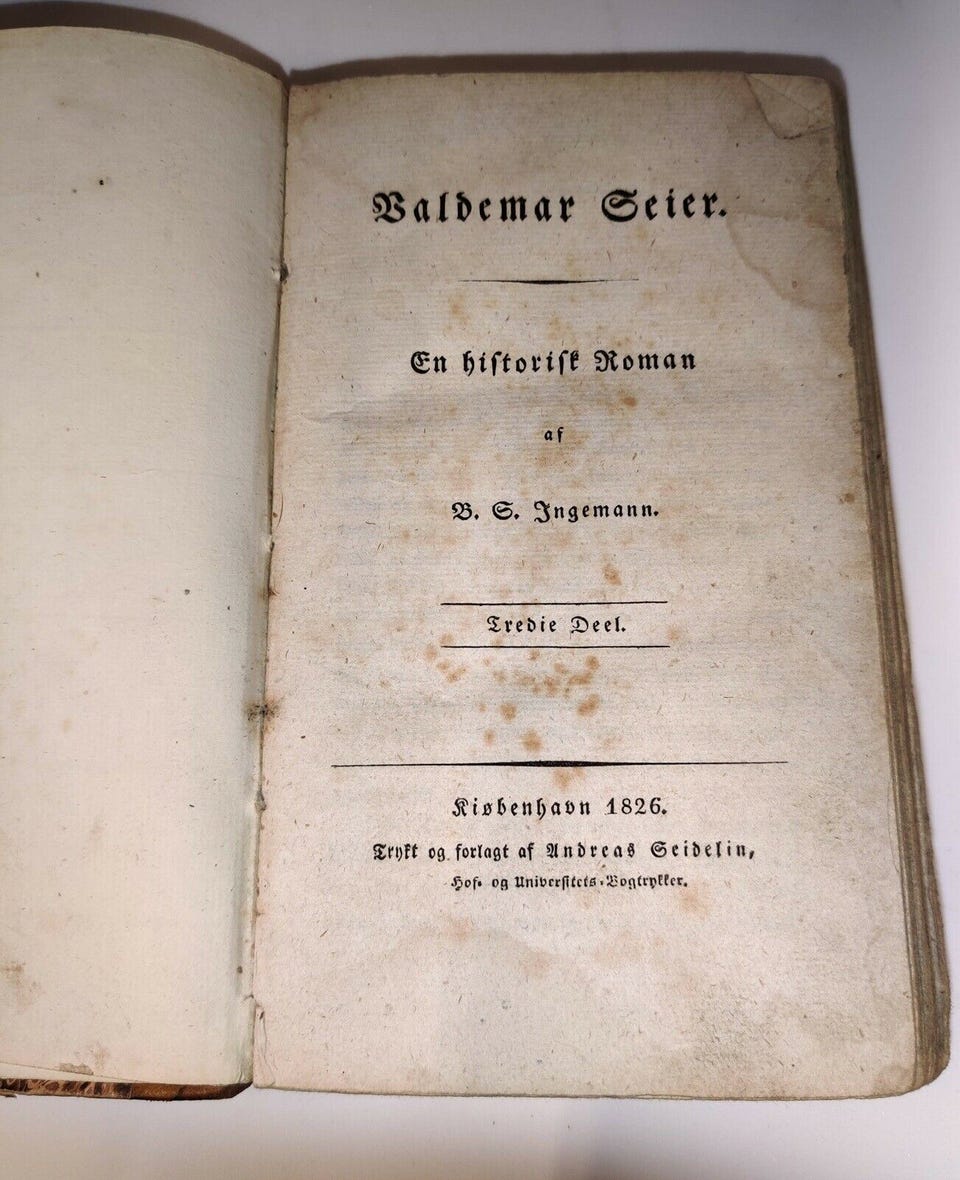 Valdemar Seier.
En hiſtoriſk Roman
af
B. S. Ingemann.
Tredie Deel.
Kiøbenhavn 1826.
Trykt og forlagt af Andreas Seidelin,
Hof- og Univerſitets-Bogtrykker.